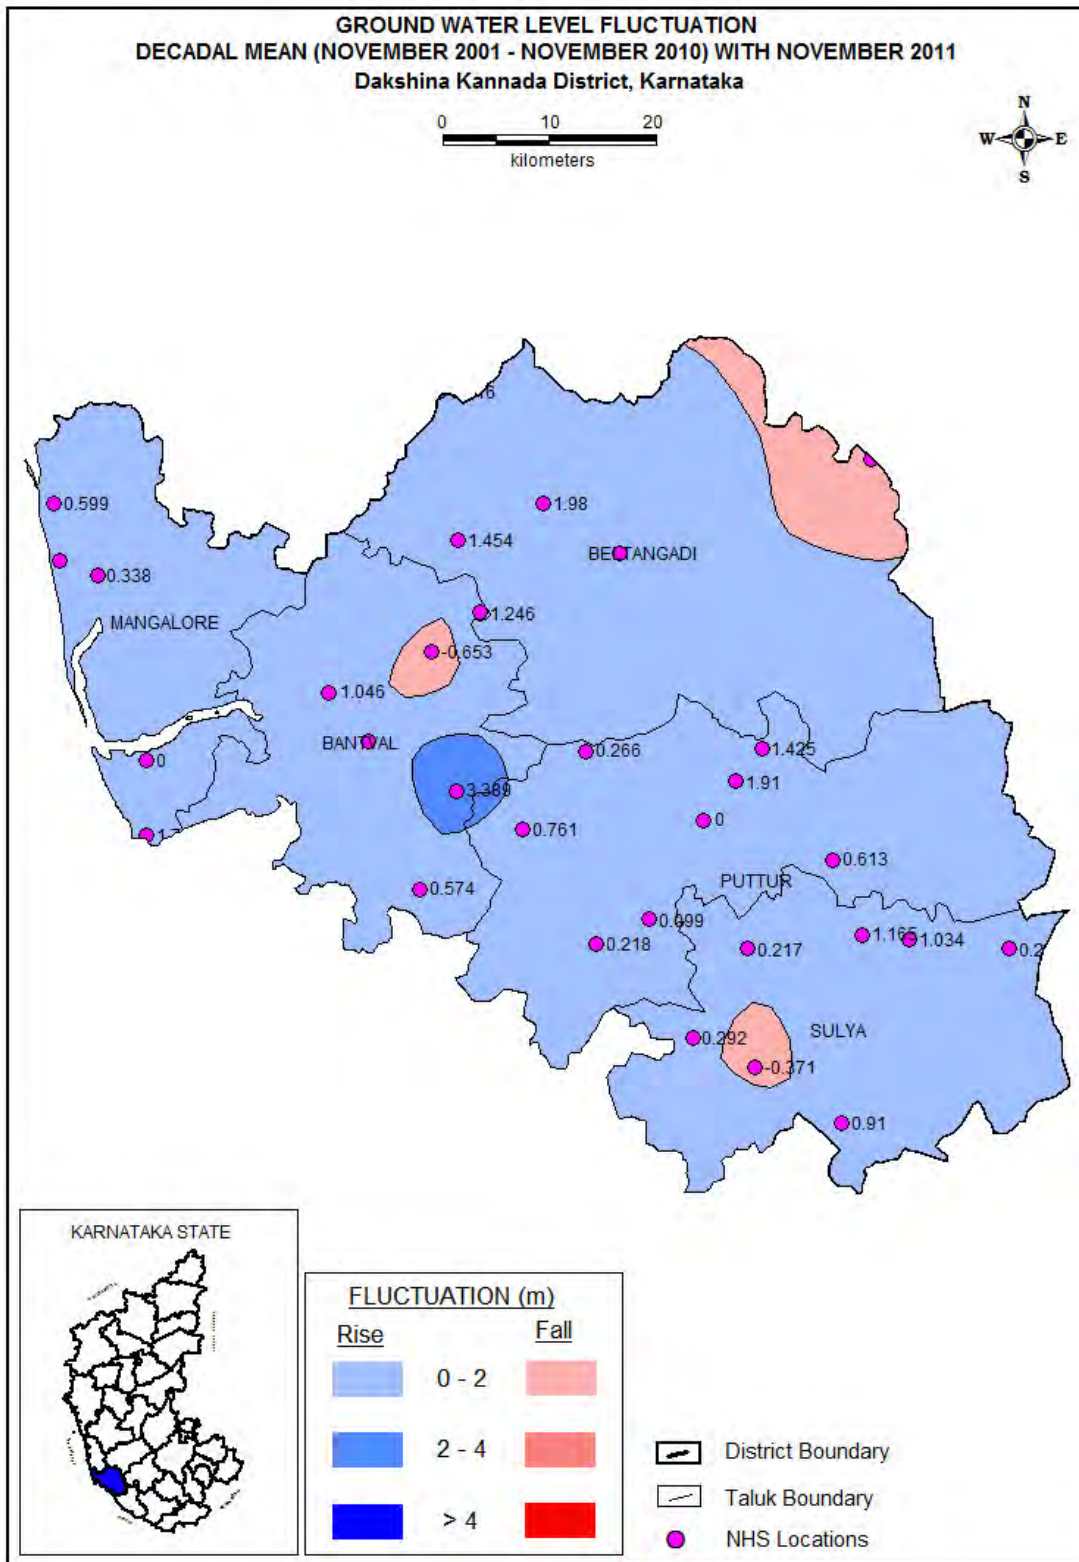 GROUND WATER LEVEL FLUCTUATION
DECADAL MEAN (NOVEMBER 2001 - NOVEMBER 2010) WITH NOVEMBER 2011
Dakshina Kannada District, Karnataka
0 10 20
kilometers
N
W E
S
0.599
1.98
1.454
BELTANGADI
0.338
1.246
MANGALORE
-0.653
1.046
BANTVAL
0.266
1.425
0
1.91
3.389
0
0.761
0.613
0.574
PUTTUR
0.099
1.165
1.034
0.218
0.217
0.2
0.292
SULYA
-0.371
0.91
KARNATAKA STATE
FLUCTUATION (m)
Rise Fall
0 - 2
2 - 4
> 4
District Boundary
Taluk Boundary
NHS Locations